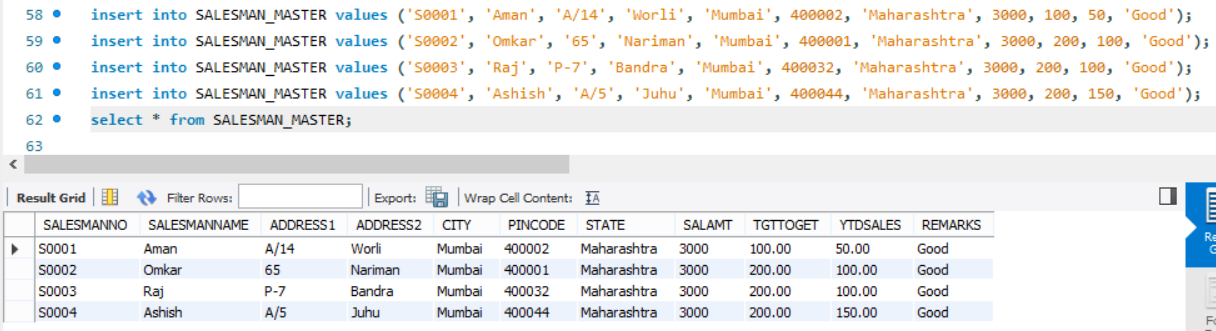 58 insert into SALESMAN_MASTER values ('S0001', 'Aman', 'A/14', 'Worli', 'Mumbai', 400002, 'Maharashtra', 3000, 100, 50, 'Good');
59 insert into SALESMAN_MASTER values ('S0002', 'Omkar', '65', 'Nariman', 'Mumbai', 400001, 'Maharashtra', 3000, 200, 100, 'Good');
60 insert into SALESMAN_MASTER values ('S0003', 'Raj', 'P-7', 'Bandra', 'Mumbai', 400032, 'Maharashtra', 3000, 200, 100, 'Good');
61 insert into SALESMAN_MASTER values ('S0004', 'Ashish', 'A/5', 'Juhu', 'Mumbai', 400044, 'Maharashtra', 3000, 200, 150, 'Good');
62 select * from SALESMAN_MASTER;
63
Result Grid Filter Rows: Export: Wrap Cell Content:
SALESMANNO SALESMANNAME ADDRESS1 ADDRESS2 CITY PINCODE STATE SALAMT TGTTOGET YTDSALES REMARKS
S0001 Aman A/14 Worli Mumbai 400002 Maharashtra 3000 100.00 50.00 Good
S0002 Omkar 65 Nariman Mumbai 400001 Maharashtra 3000 200.00 100.00 Good
S0003 Raj P-7 Bandra Mumbai 400032 Maharashtra 3000 200.00 100.00 Good
S0004 Ashish A/5 Juhu Mumbai 400044 Maharashtra 3000 200.00 150.00 Good